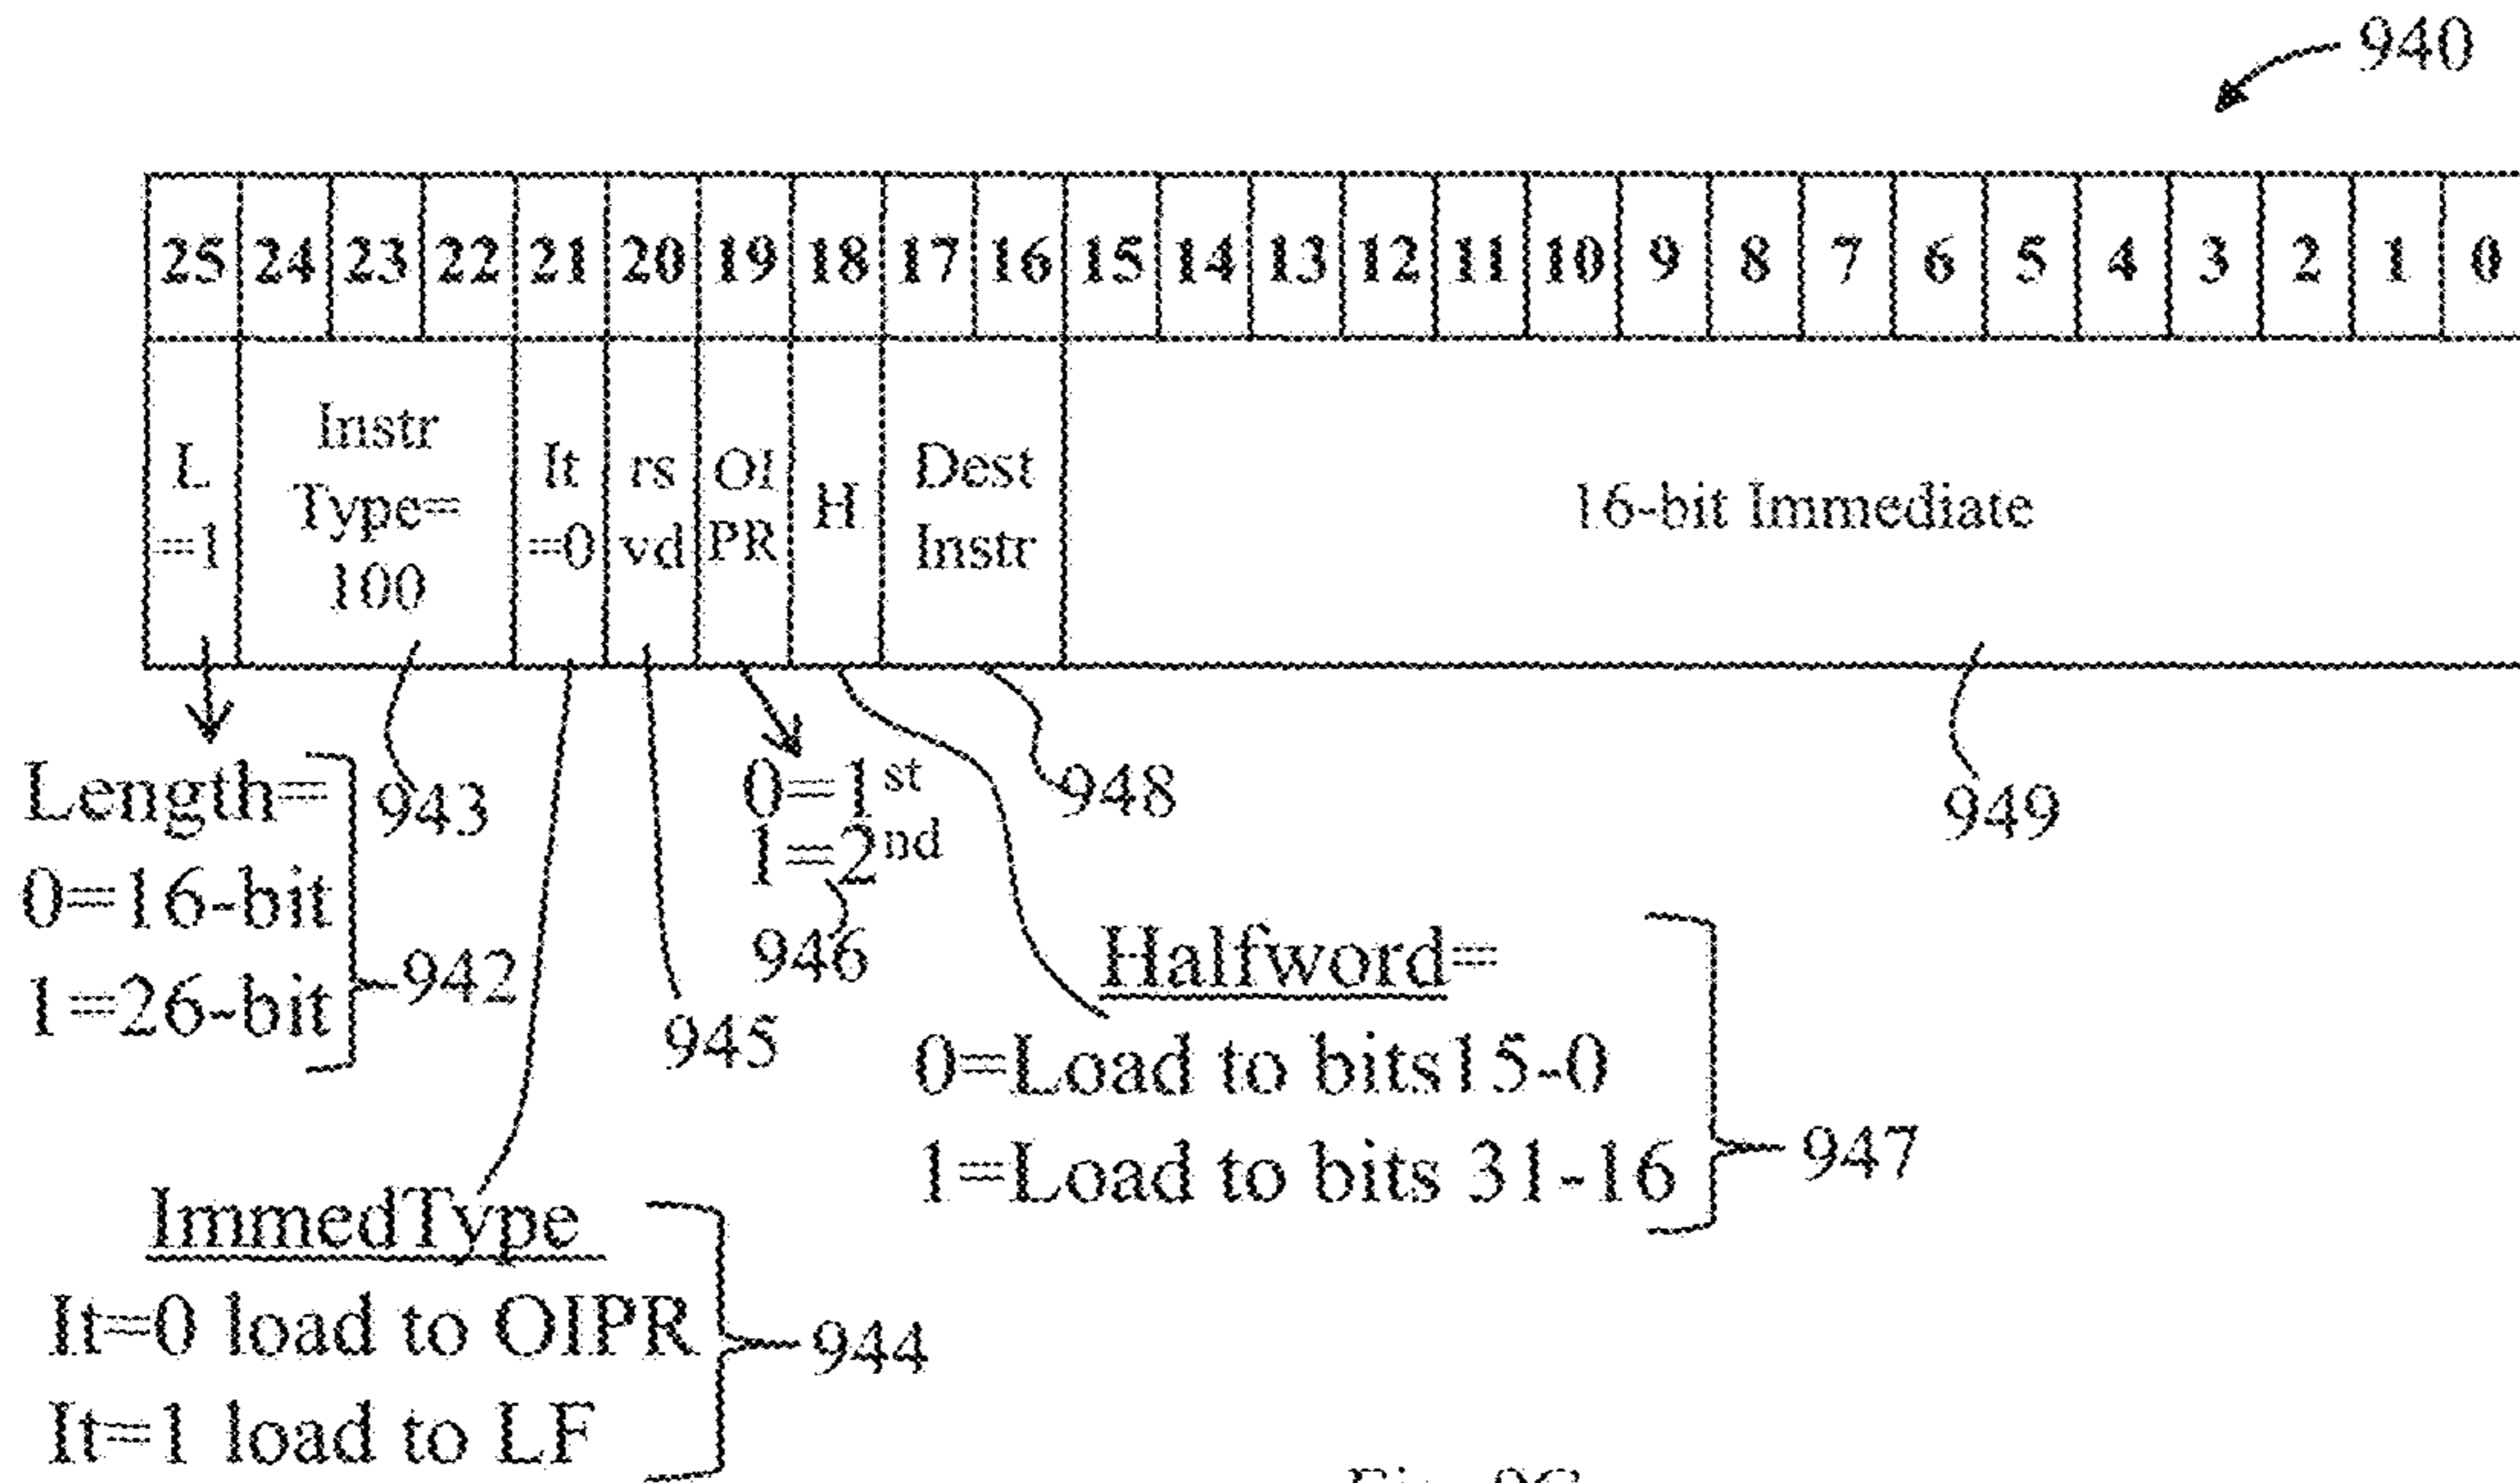 940
25 24 23 22 21 20 19 18 17 16 15 14 13 12 11 10 9 8 7 6 5 4 3 2 1 0
L
=1
Instr
Type=
100
It
=0
rs
vd
OI
PR
H
Dest
Instr
16-bit Immediate
Length=
0=16-bit
1=26-bit
942
943
0=1st
1=2nd
946
948
949
945
Halfword=
0=Load to bits15-0
1=Load to bits 31-16
947
ImmedType
It=0 load to OIPR
It=1 load to LF
944